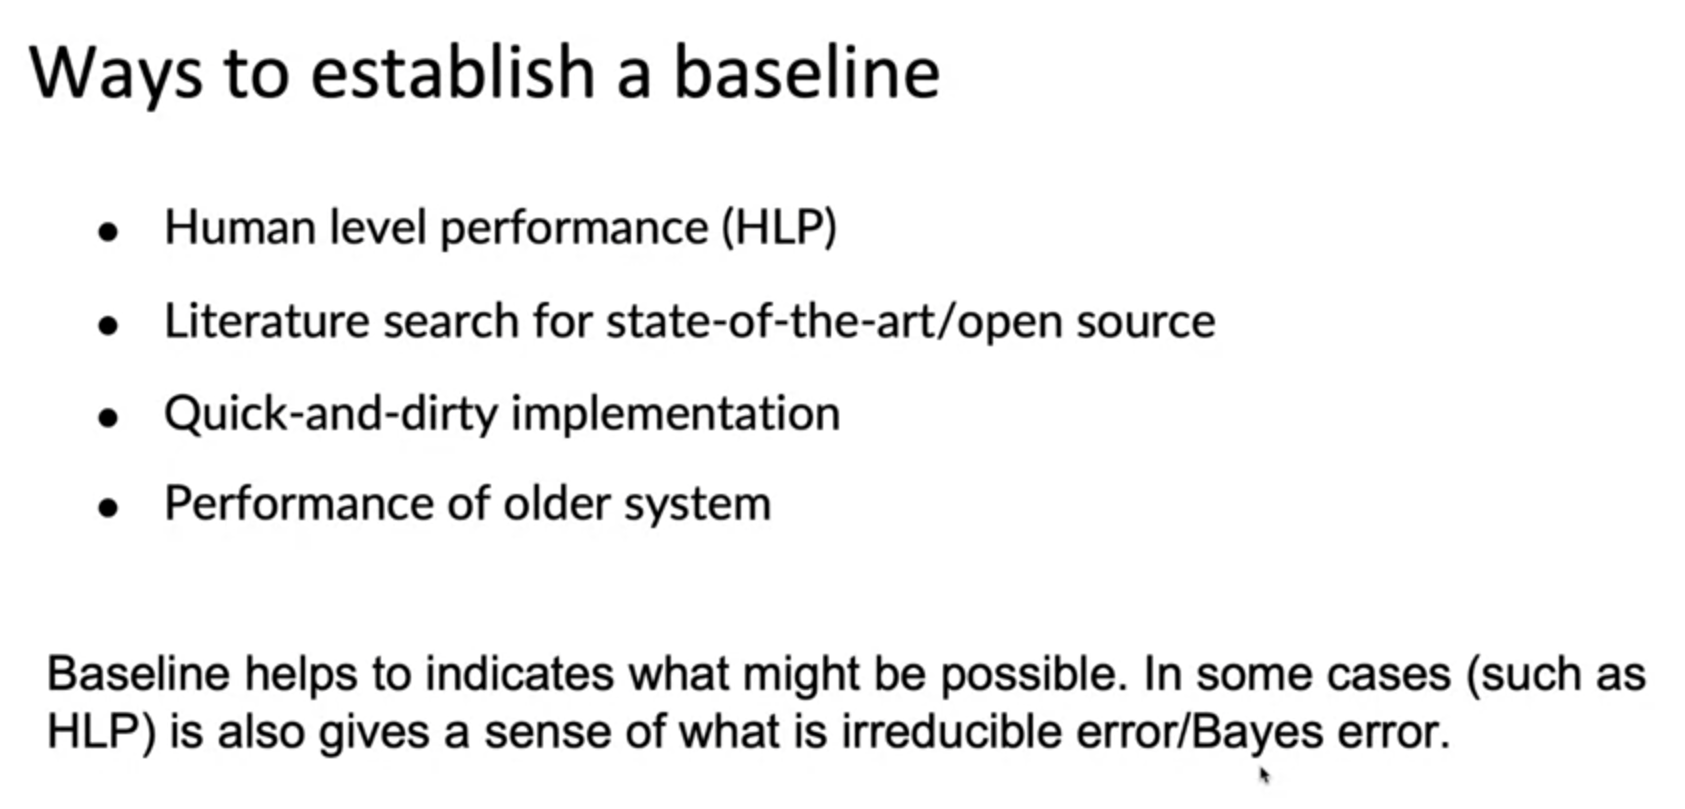 Ways to establish a baseline
● Human level performance (HLP)
● Literature search for state-of-the-art/open source
● Quick-and-dirty implementation
● Performance of older system
Baseline helps to indicates what might be possible. In some cases (such as
HLP) is also gives a sense of what is irreducible error/Bayes error.